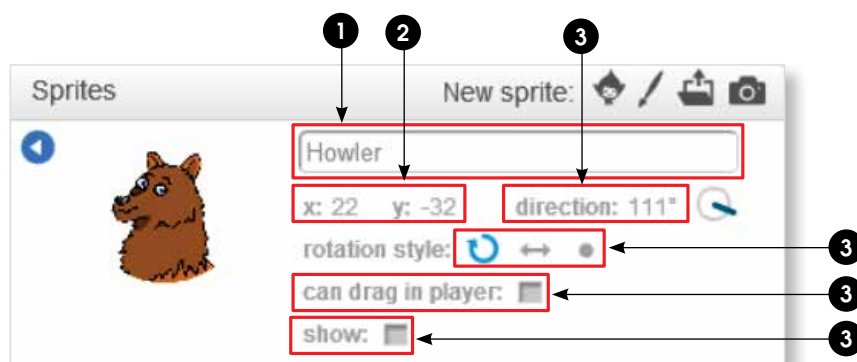 1 2 3
Sprites New sprite:
Howler
x: 22 y: -32 direction: 111°
rotation style: 3
can drag in player: 3
show: 3